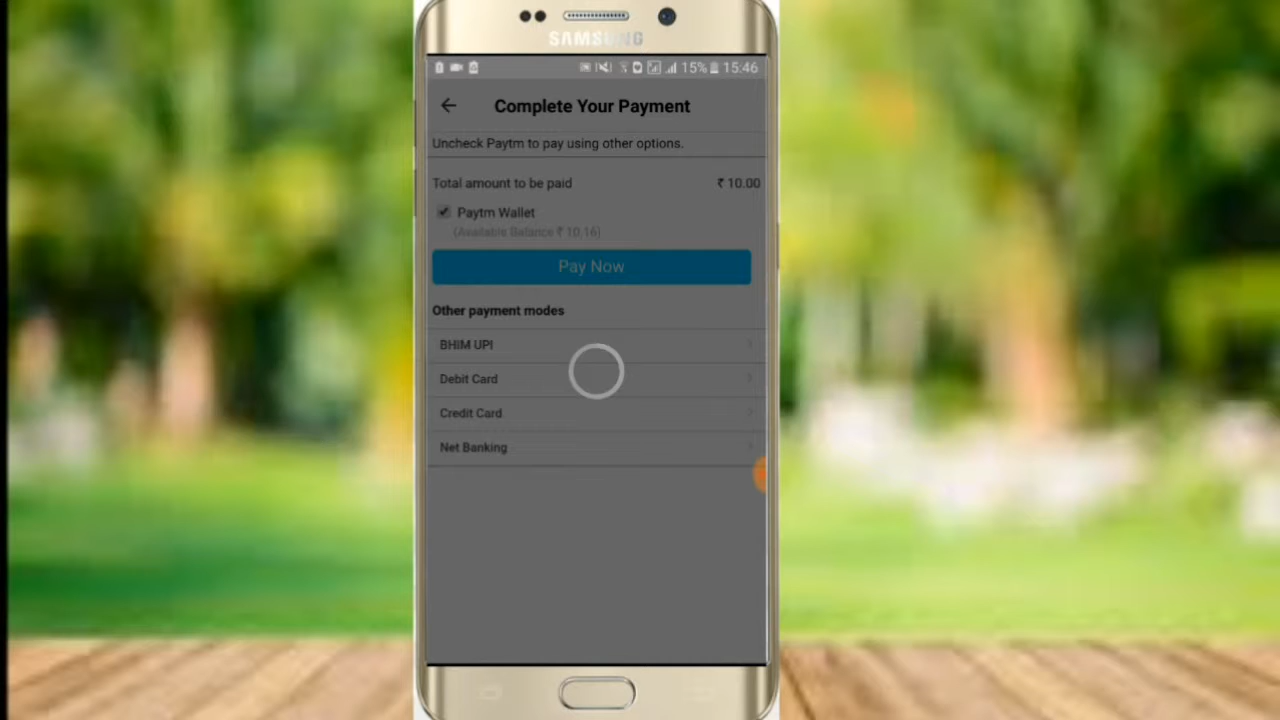 SAMSUNG
15% 15:46
Complete Your Payment
Uncheck Paytm to pay using other options.
Total amount to be paid ₹ 10.00
Paytm Wallet
(Available Balance ₹ 10.16)
Pay Now
Other payment modes
BHIM UPI
Debit Card
Credit Card
Net Banking